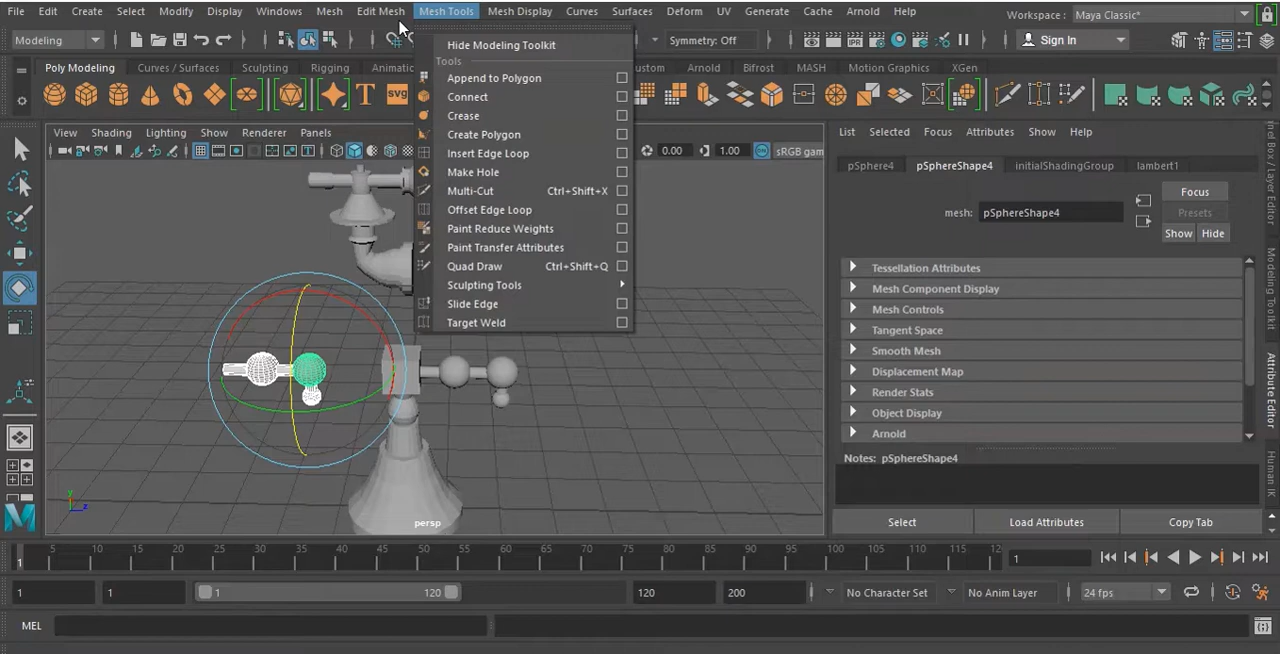 File Edit Create Select Modify Display Windows Mesh Edit Mesh Mesh Tools Mesh Display Curves Surfaces Deform UV Generate Cache Arnold Help
Workspace : Maya Classic*
Modeling
Symmetry: Off
Sign In
Poly Modeling Curves / Surfaces Sculpting Rigging Animatic
ustom Arnold Bifrost MASH Motion Graphics XGen
T svg
Hide Modeling Toolkit
Tools
Append to Polygon
Connect
Crease
Create Polygon
Insert Edge Loop
Make Hole
Multi-Cut Ctrl+Shift+X
Offset Edge Loop
Paint Reduce Weights
Paint Transfer Attributes
Quad Draw Ctrl+Shift+Q
Sculpting Tools
Slide Edge
Target Weld
View Shading Lighting Show Renderer Panels
0.00 1.00 sRGB gam
persp
y
z
List Selected Focus Attributes Show Help
pSphere4 pSphereShape4 initialShadingGroup lambert1
mesh: pSphereShape4
Focus
Presets
Show Hide
Tessellation Attributes
Mesh Component Display
Mesh Controls
Tangent Space
Smooth Mesh
Displacement Map
Render Stats
Object Display
Arnold
Notes: pSphereShape4
Select Load Attributes Copy Tab
nel Box / Layer Editor
Modeling Toolkit
Attribute Editor
Human IK
5 10 15 20 25 30 35 40 45 50 55 60 65 70 75 80 85 90 95 100 105 110 115 12
1
1
1 1 1 120 120 200 No Character Set No Anim Layer 24 fps
MEL